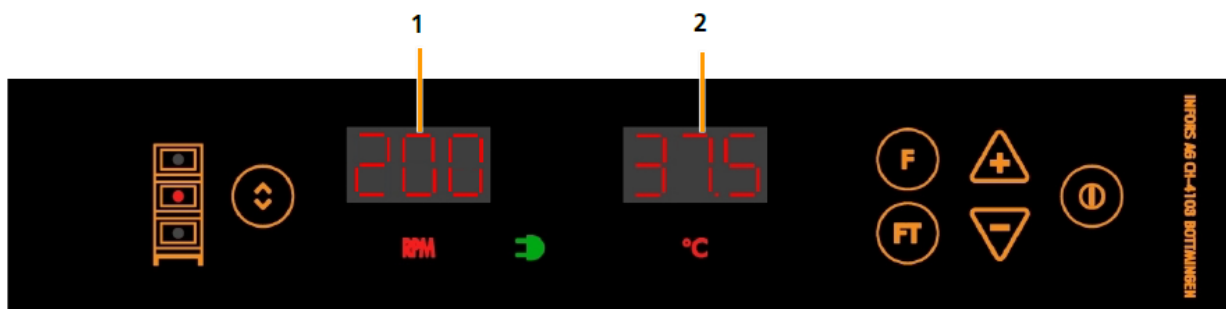 1
2
200
37.5
F
+
RPM
°C
FT
-
INFORS AG CH-4103 BOTTMINGEN